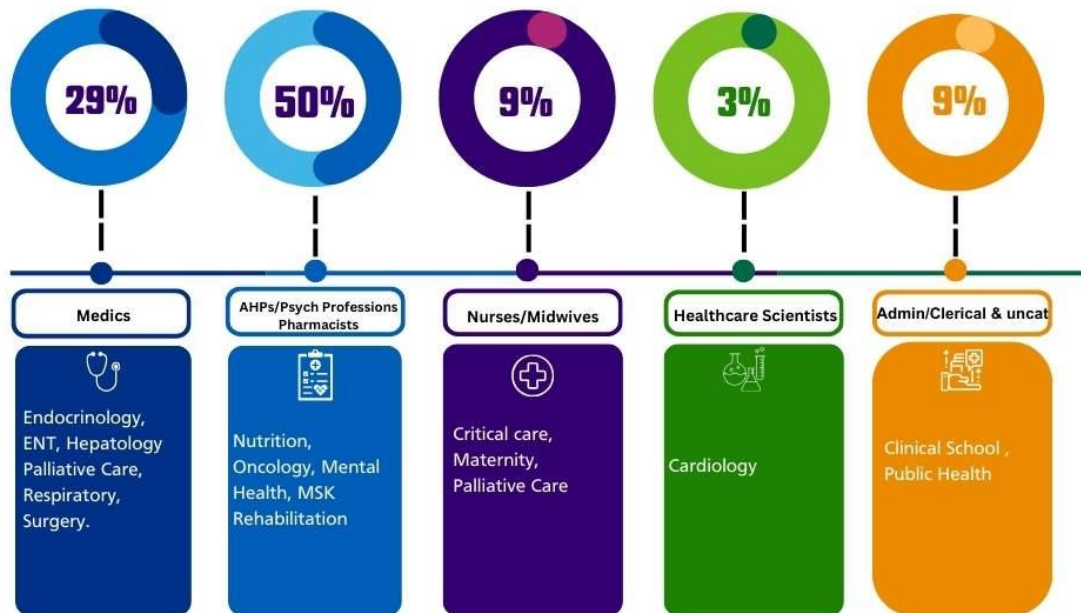 29%
50%
9%
3%
9%
Medics
AHPs/Psych Professions
Pharmacists
Nurses/Midwives
Healthcare Scientists
Admin/Clerical & uncat
Endocrinology,
ENT, Hepatology
Palliative Care,
Respiratory,
Surgery.
Nutrition,
Oncology, Mental
Health, MSK
Rehabilitation
Critical care,
Maternity,
Palliative Care
Cardiology
Clinical School ,
Public Health